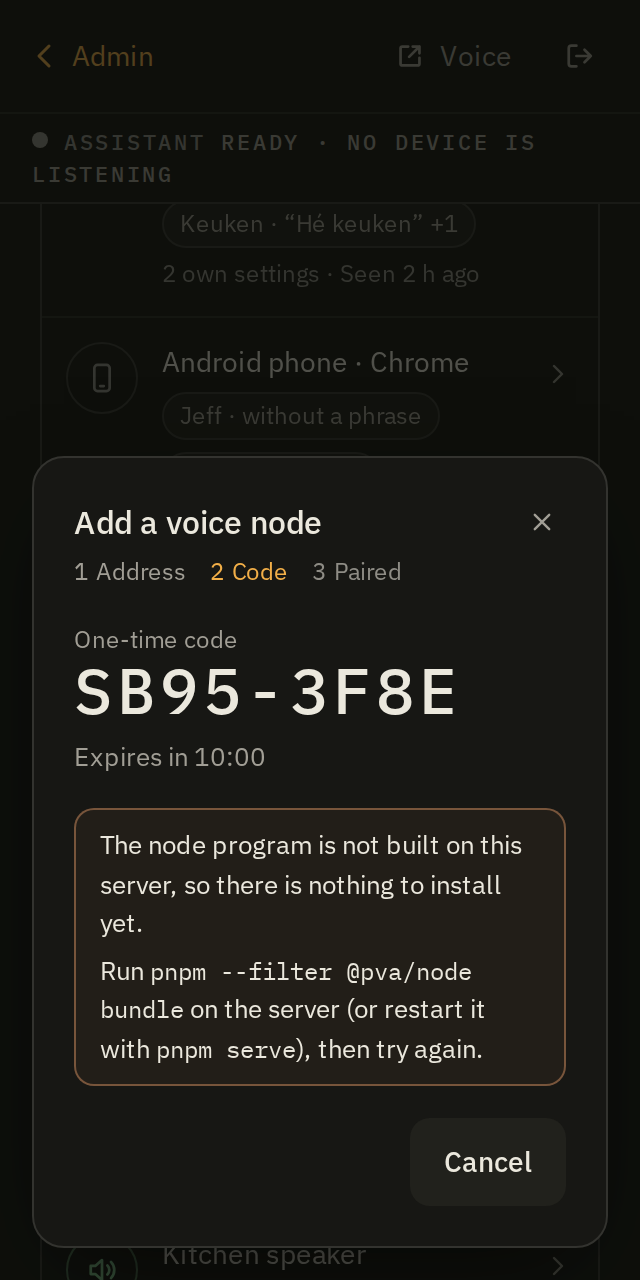 Admin
Voice
ASSISTANT READY · NO DEVICE IS
LISTENING
Keuken · “Hé keuken” +1
2 own settings · Seen 2 h ago
Android phone · Chrome
Jeff · without a phrase
Add a voice node
1 Address 2 Code 3 Paired
One-time code
SB95-3F8E
Expires in 10:00
The node program is not built on this
server, so there is nothing to install
yet.
Run pnpm --filter @pva/node
bundle on the server (or restart it
with pnpm serve), then try again.
Cancel
Kitchen speaker